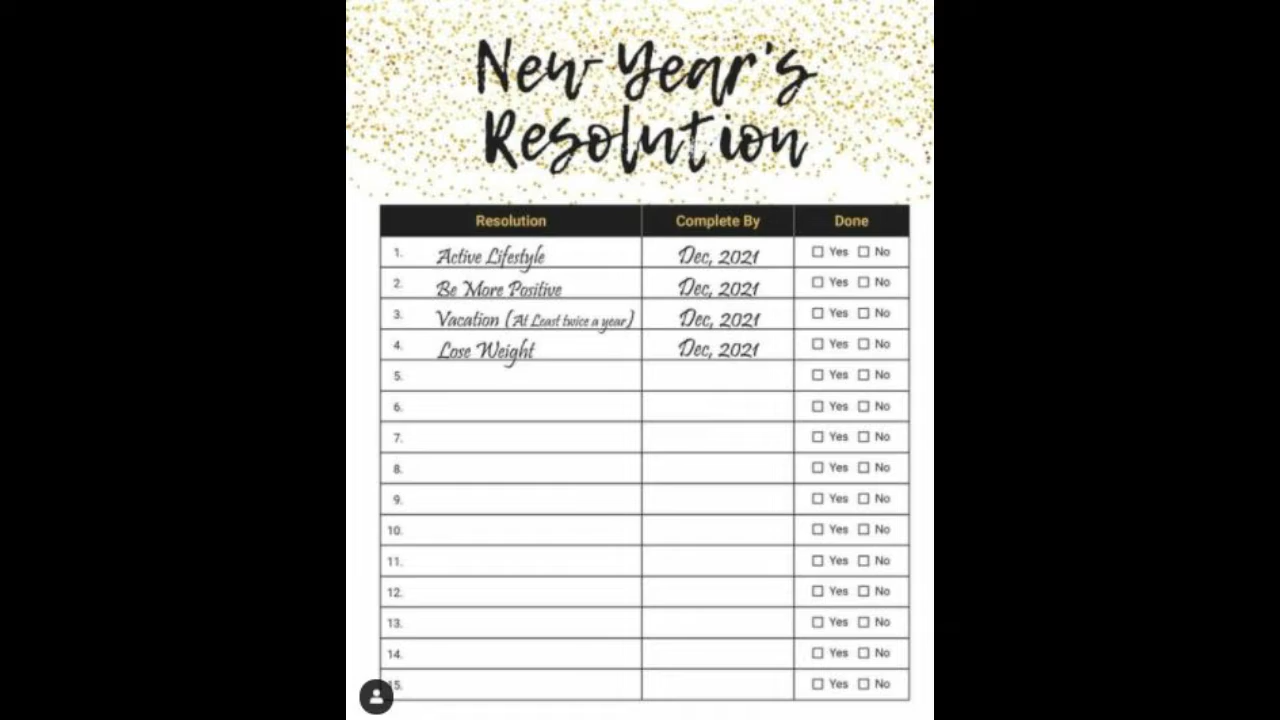 New Year's
Resolution
Resolution Complete By Done
1. Active Lifestyle Dec, 2021 Yes No
2. Be More Positive Dec, 2021 Yes No
3. Vacation (At Least twice a year) Dec, 2021 Yes No
4. Lose Weight Dec, 2021 Yes No
5. Yes No
6. Yes No
7. Yes No
8. Yes No
9. Yes No
10. Yes No
11. Yes No
12. Yes No
13. Yes No
14. Yes No
15. Yes No